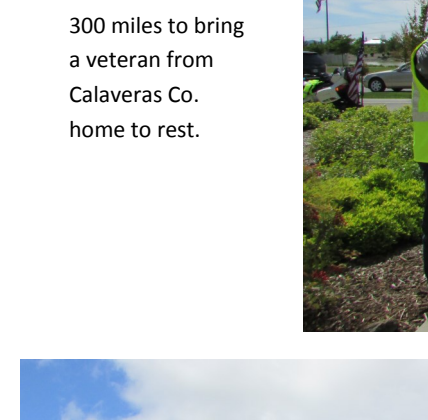 300 miles to bring
a veteran from
Calaveras Co.
home to rest.